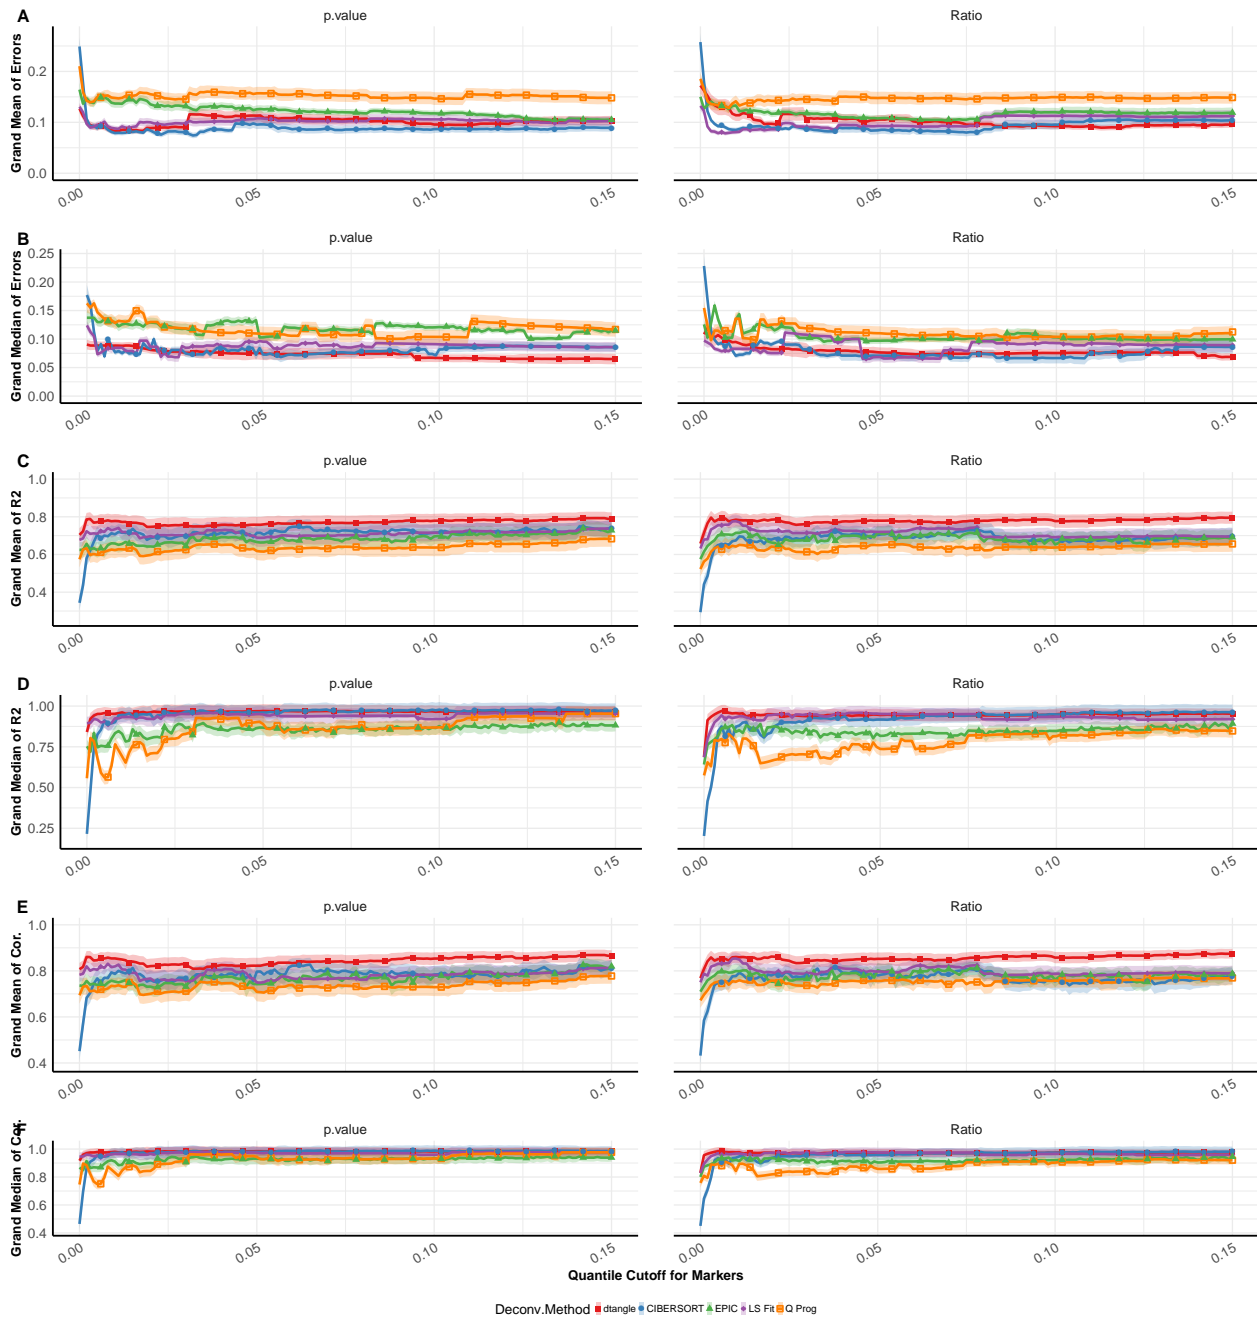 A
p.value
Ratio
Grand Mean of Errors
0.2
0.1
0.0
0.00
0.05
0.10
0.15
0.00
0.05
0.10
0.15
B
p.value
Ratio
Grand Median of Errors
0.25
0.20
0.15
0.10
0.05
0.00
0.00
0.05
0.10
0.15
0.00
0.05
0.10
0.15
C
p.value
Ratio
Grand Mean of R2
1.0
0.8
0.6
0.4
0.00
0.05
0.10
0.15
0.00
0.05
0.10
0.15
D
p.value
Ratio
Grand Median of R2
1.00
0.75
0.50
0.25
0.00
0.05
0.10
0.15
0.00
0.05
0.10
0.15
E
p.value
Ratio
Grand Mean of Cor.
1.0
0.8
0.6
0.4
0.00
0.05
0.10
0.15
0.00
0.05
0.10
0.15
F
p.value
Ratio
Grand Median of Cor.
1.0
0.8
0.6
0.4
0.00
0.05
0.10
0.15
0.00
0.05
0.10
0.15
Quantile Cutoff for Markers
Deconv.Method dtangle CIBERSORT EPIC LS Fit Q Prog